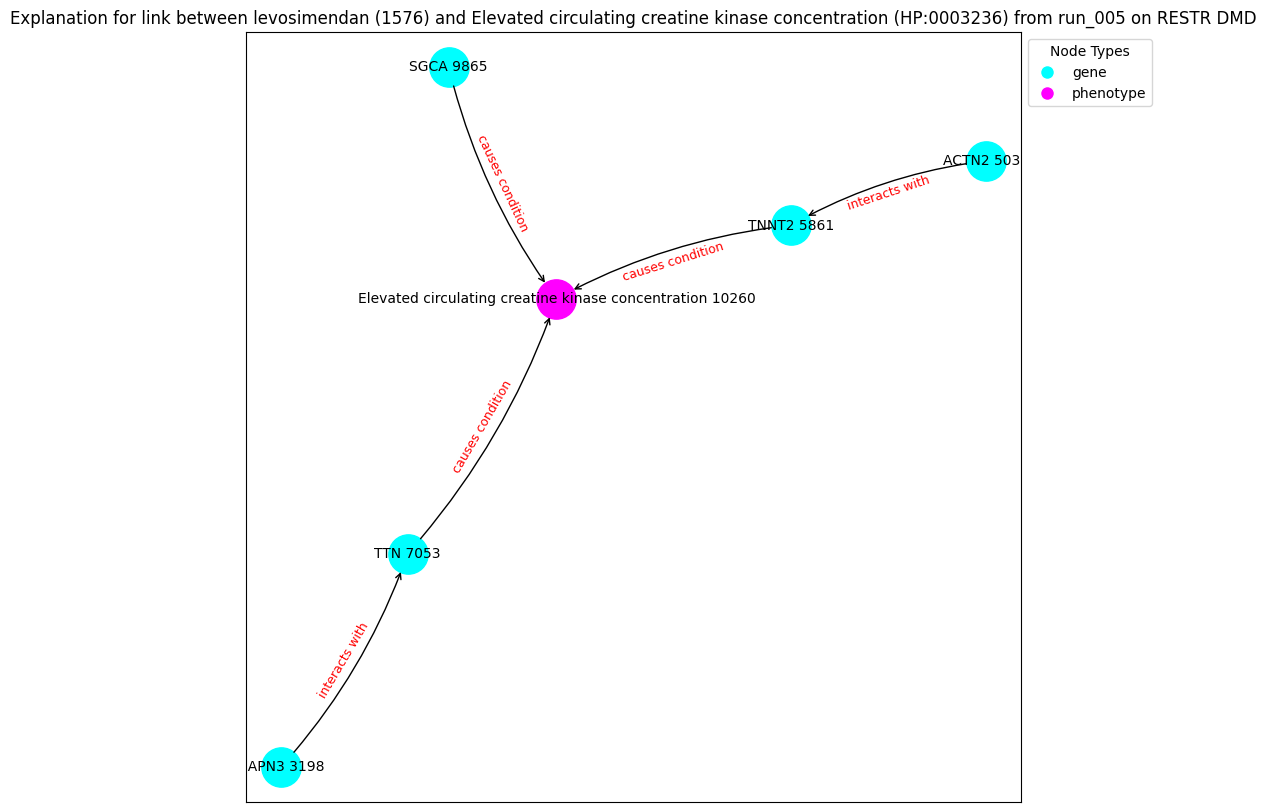 Explanation for link between levosimendan (1576) and Elevated circulating creatine kinase concentration (HP:0003236) from run_005 on RESTR DMD
Node Types
gene
phenotype
SGCA 9865
causes condition
ACTN2 503
interacts with
TNNT2 5861
causes condition
Elevated circulating creatine kinase concentration 10260
causes condition
TTN 7053
interacts with
APN3 3198